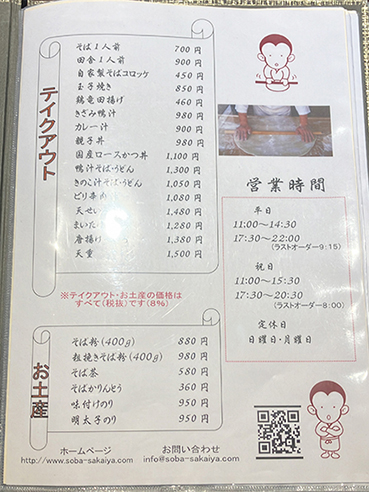 テイクアウト
そば1人前 700円
田舎1人前 900円
自家製そばコロッケ 450円
玉子焼き 850円
鶏竜田揚げ 460円
きざみ鴨汁 980円
カレー汁 900円
親子丼 980円
国産ロースかつ丼 1,100円
鴨汁そば・うどん 1,300円
きのこ汁そば・うどん 1,050円
ピリ辛肉 1,080円
天せい 1,480円
まいた 1,280円
唐揚げ 1,380円
天重 1,500円
※テイクアウト・お土産の価格は
すべて(税抜)です(8%)
お土産
そば粉(400g) 880円
粗挽きそば粉(400g) 980円
そば茶 580円
そばかりんとう 360円
味付けのり 950円
明太子のり 950円
営業時間
平日
11:00〜14:30
17:30〜22:00
(ラストオーダー9:15)
祝日
11:00〜15:30
17:30〜20:30
(ラストオーダー8:00)
定休日
日曜日・月曜日
ホームページ
http://www.soba-sakaiya.com
お問い合わせ
info@soba-sakaiya.com